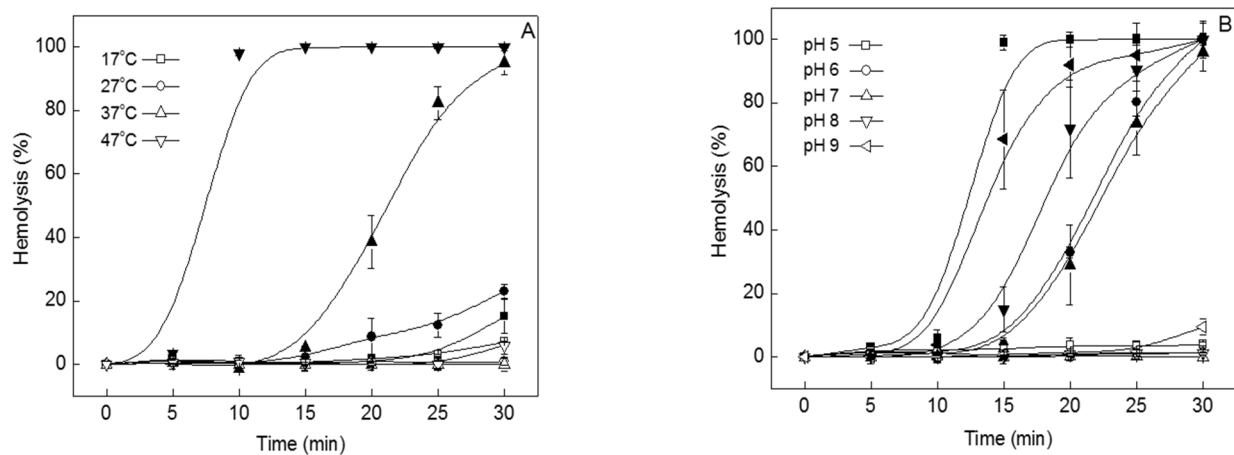 A
17°C
27°C
37°C
47°C
100
80
60
40
20
0
Hemolysis (%)
0 5 10 15 20 25 30
Time (min)
B
pH 5
pH 6
pH 7
pH 8
pH 9
100
80
60
40
20
0
Hemolysis (%)
0 5 10 15 20 25 30
Time (min)